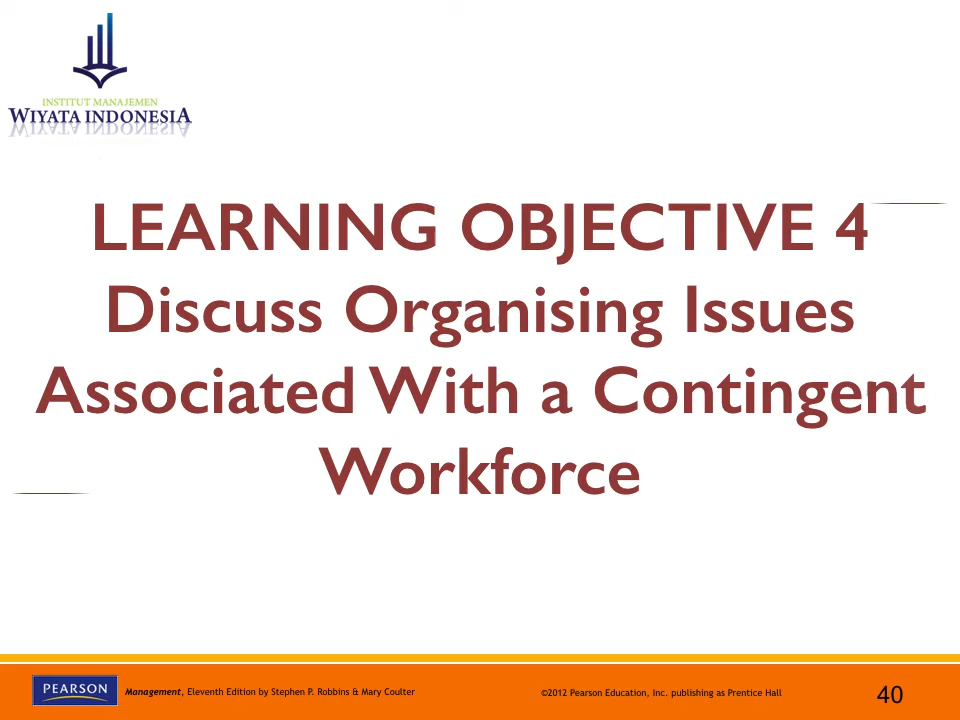 INSTITUT MANAJEMEN
WIYATA INDONESIA
LEARNING OBJECTIVE 4
Discuss Organising Issues
Associated With a Contingent
Workforce
PEARSON
Management, Eleventh Edition by Stephen P. Robbins & Mary Coulter
©2012 Pearson Education, Inc. publishing as Prentice Hall
40